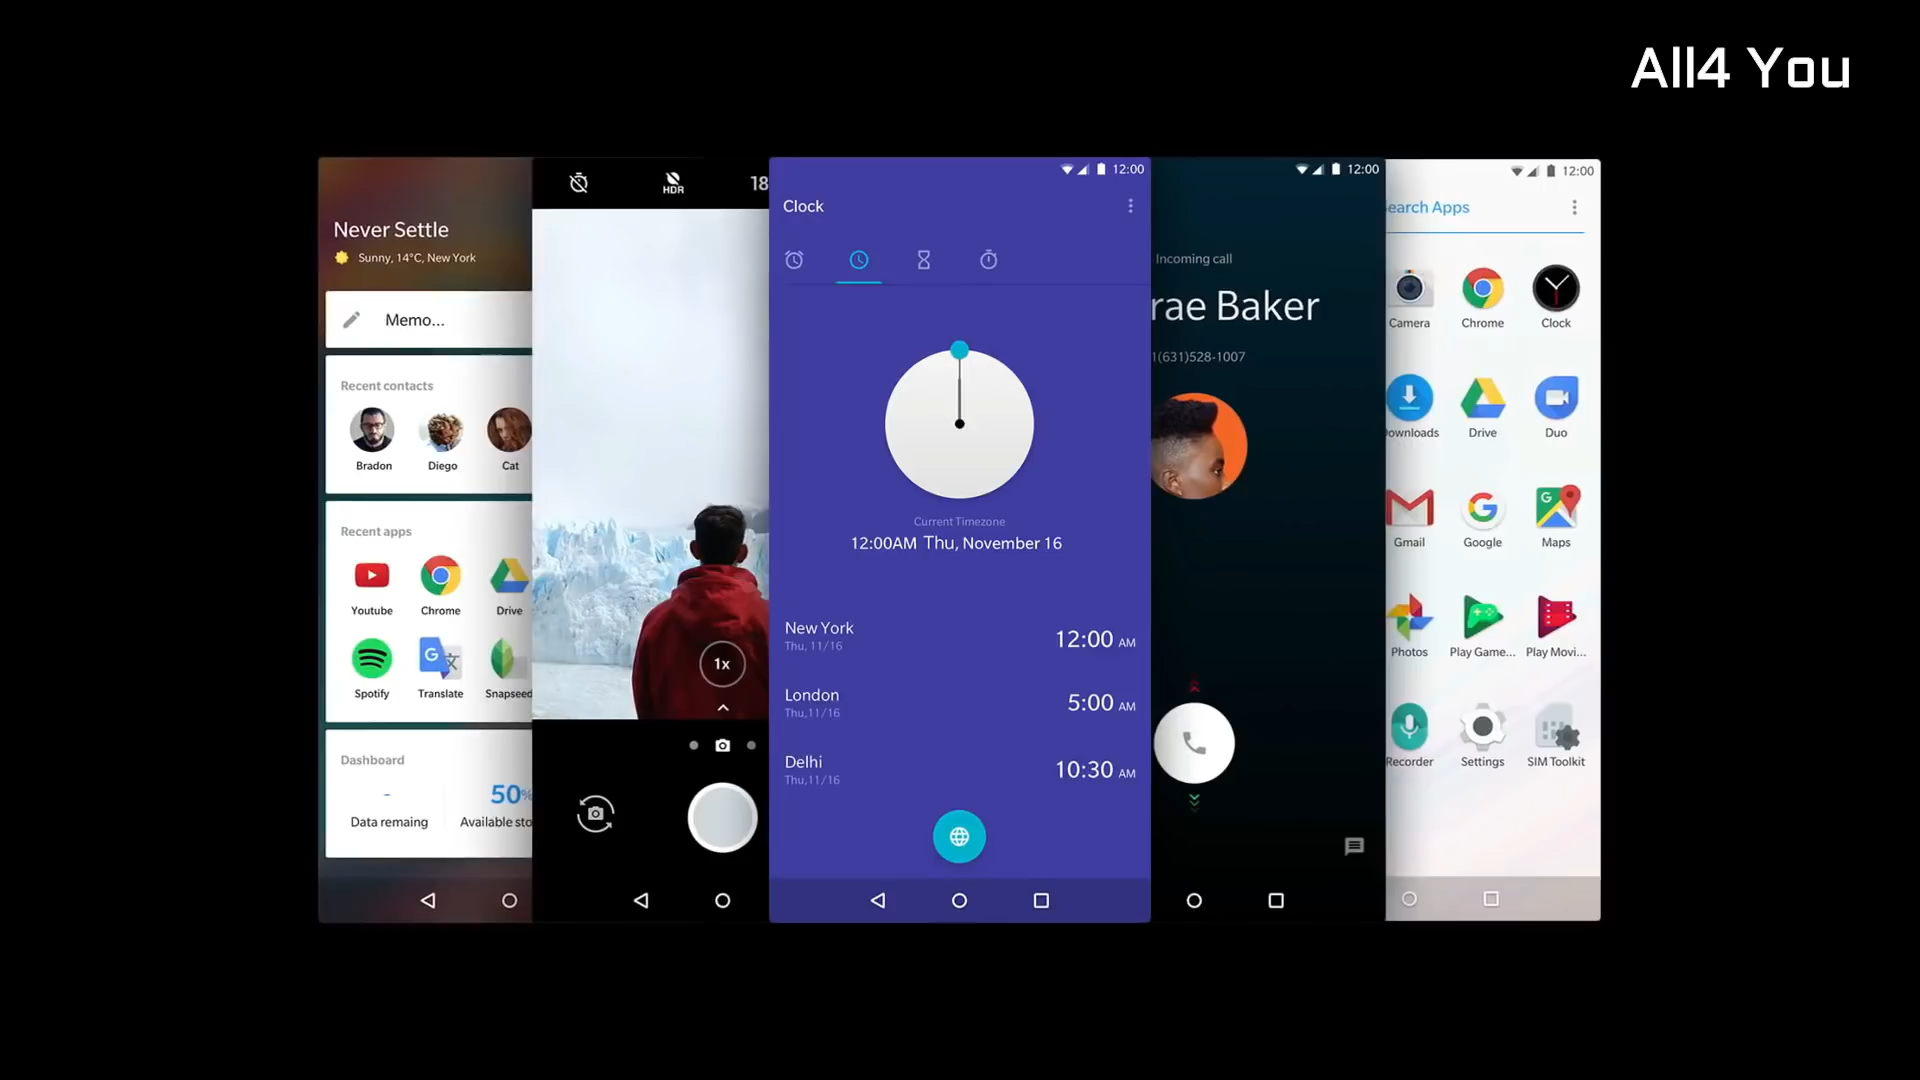 All4 You
Never Settle
Sunny, 14°C, New York
Memo...
Recent contacts
Bradon Diego Cat
Recent apps
Youtube Chrome Drive
Spotify Translate Snapseed
Dashboard
50%
Data remaing Available sto
HDR 18
1x
12:00
Clock
Current Timezone
12:00AM Thu, November 16
New York 12:00 AM
Thu, 11/16
London 5:00 AM
Thu,11/16
Delhi 10:30 AM
Thu,11/16
12:00
Incoming call
rae Baker
1(631)528-1007
12:00
earch Apps
Camera Chrome Clock
ownloads Drive Duo
Gmail Google Maps
Photos Play Game... Play Movi...
Recorder Settings SIM Toolkit